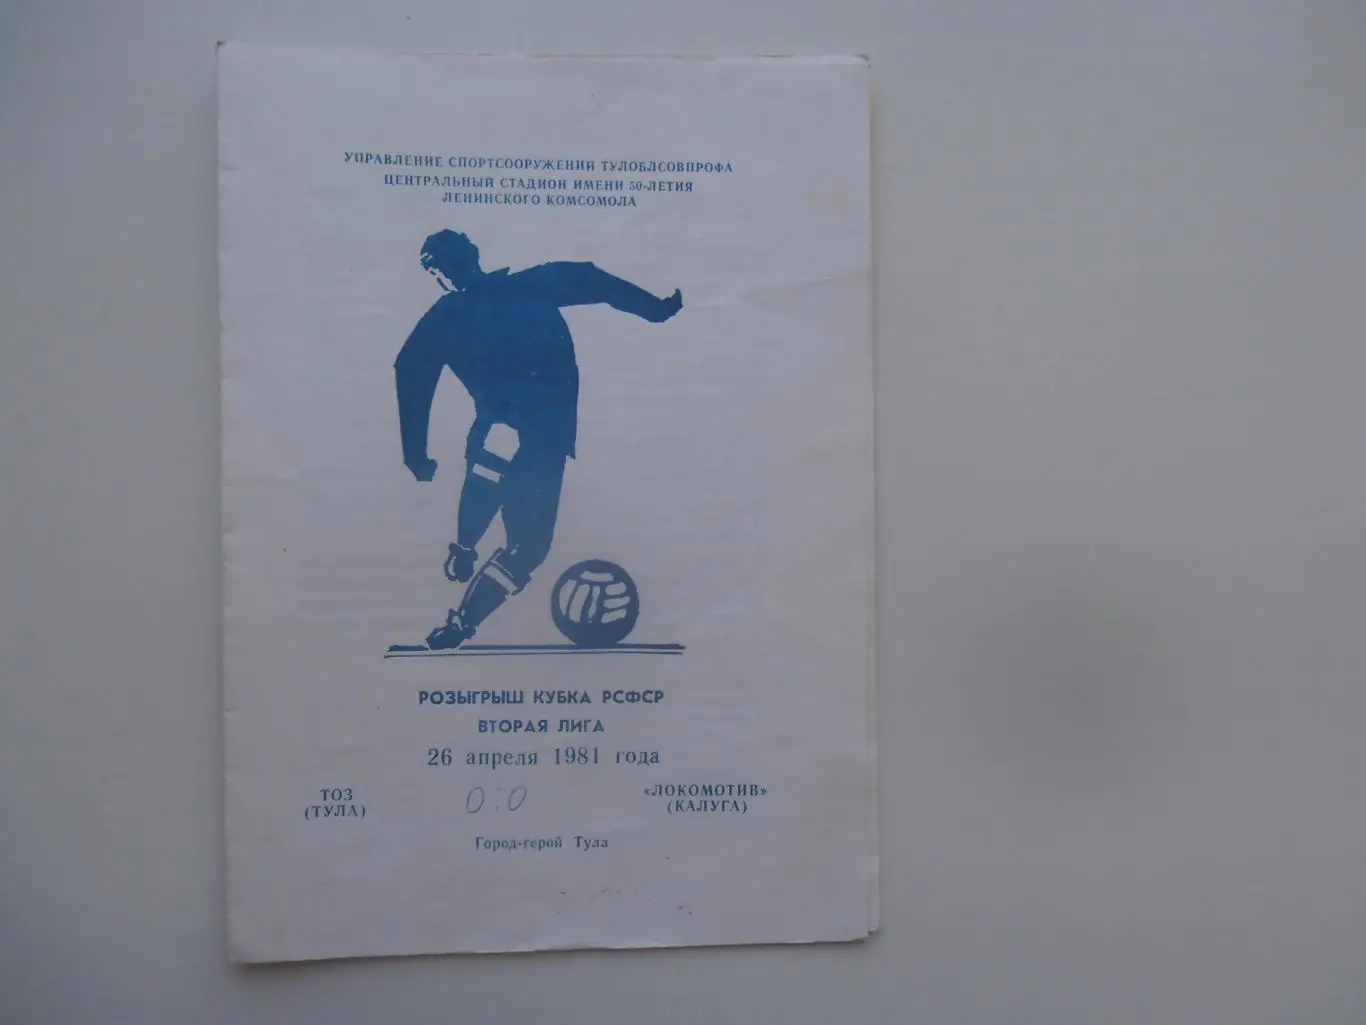 УПРАВЛЕНИЕ СПОРТСООРУЖЕНИЙ ТУЛОБЛСОВПРОФА
ЦЕНТРАЛЬНЫЙ СТАДИОН ИМЕНИ 50-ЛЕТИЯ
ЛЕНИНСКОГО КОМСОМОЛА
РОЗЫГРЫШ КУБКА РСФСР
ВТОРАЯ ЛИГА
26 апреля 1981 года
ТОЗ 0:0 «ЛОКОМОТИВ»
(ТУЛА) (КАЛУГА)
Город-герой Тула